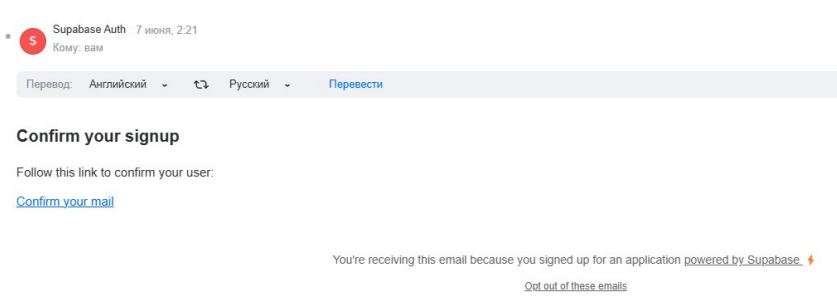 Supabase Auth 7 июня, 2:21
S
Кому: вам
Перевод: Английский Русский Перевести
Confirm your signup
Follow this link to confirm your user:
Confirm your mail
You're receiving this email because you signed up for an application powered by Supabase
Opt out of these emails